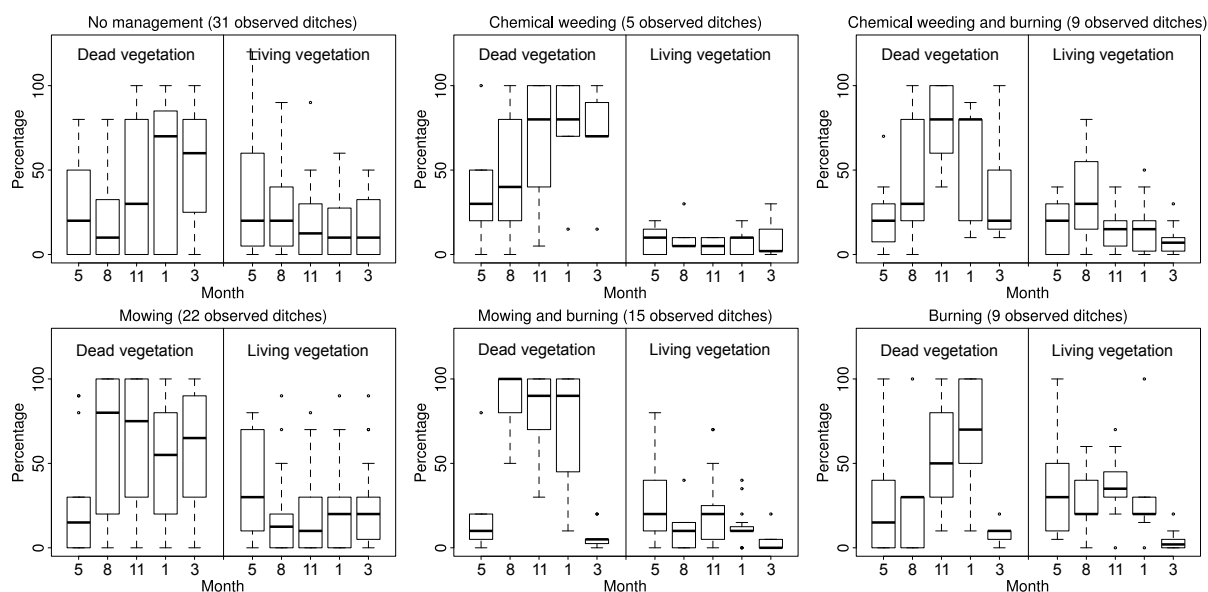 No management (31 observed ditches)
Dead vegetation
Living vegetation
Percentage
100
50
0
5 8 11 1 3 5 8 11 1 3
Month
Chemical weeding (5 observed ditches)
Dead vegetation
Living vegetation
Percentage
100
50
0
5 8 11 1 3 5 8 11 1 3
Month
Chemical weeding and burning (9 observed ditches)
Dead vegetation
Living vegetation
Percentage
100
50
0
5 8 11 1 3 5 8 11 1 3
Month
Mowing (22 observed ditches)
Dead vegetation
Living vegetation
Percentage
100
50
0
5 8 11 1 3 5 8 11 1 3
Month
Mowing and burning (15 observed ditches)
Dead vegetation
Living vegetation
Percentage
100
50
0
5 8 11 1 3 5 8 11 1 3
Month
Burning (9 observed ditches)
Dead vegetation
Living vegetation
Percentage
100
50
0
5 8 11 1 3 5 8 11 1 3
Month